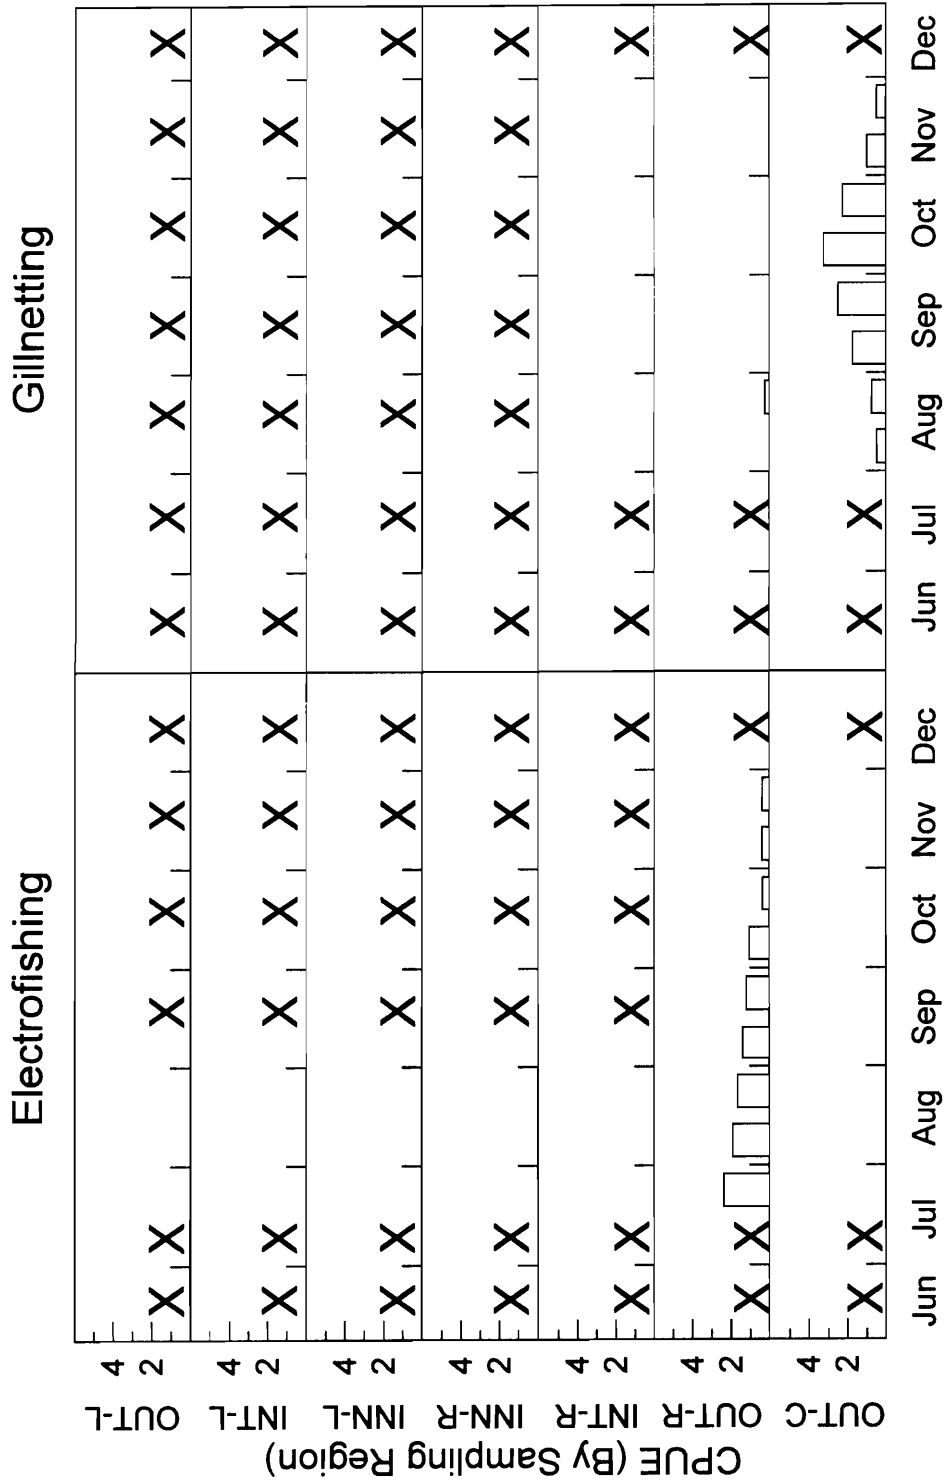 Electrofishing
Gillnetting
CPUE (By Sampling Region)
OUT-L
4
2
INT-L
4
2
INN-L
4
2
INN-R
4
2
INT-R
4
2
OUT-R
4
2
OUT-C
4
2
Jun Jul Aug Sep Oct Nov Dec
Jun Jul Aug Sep Oct Nov Dec